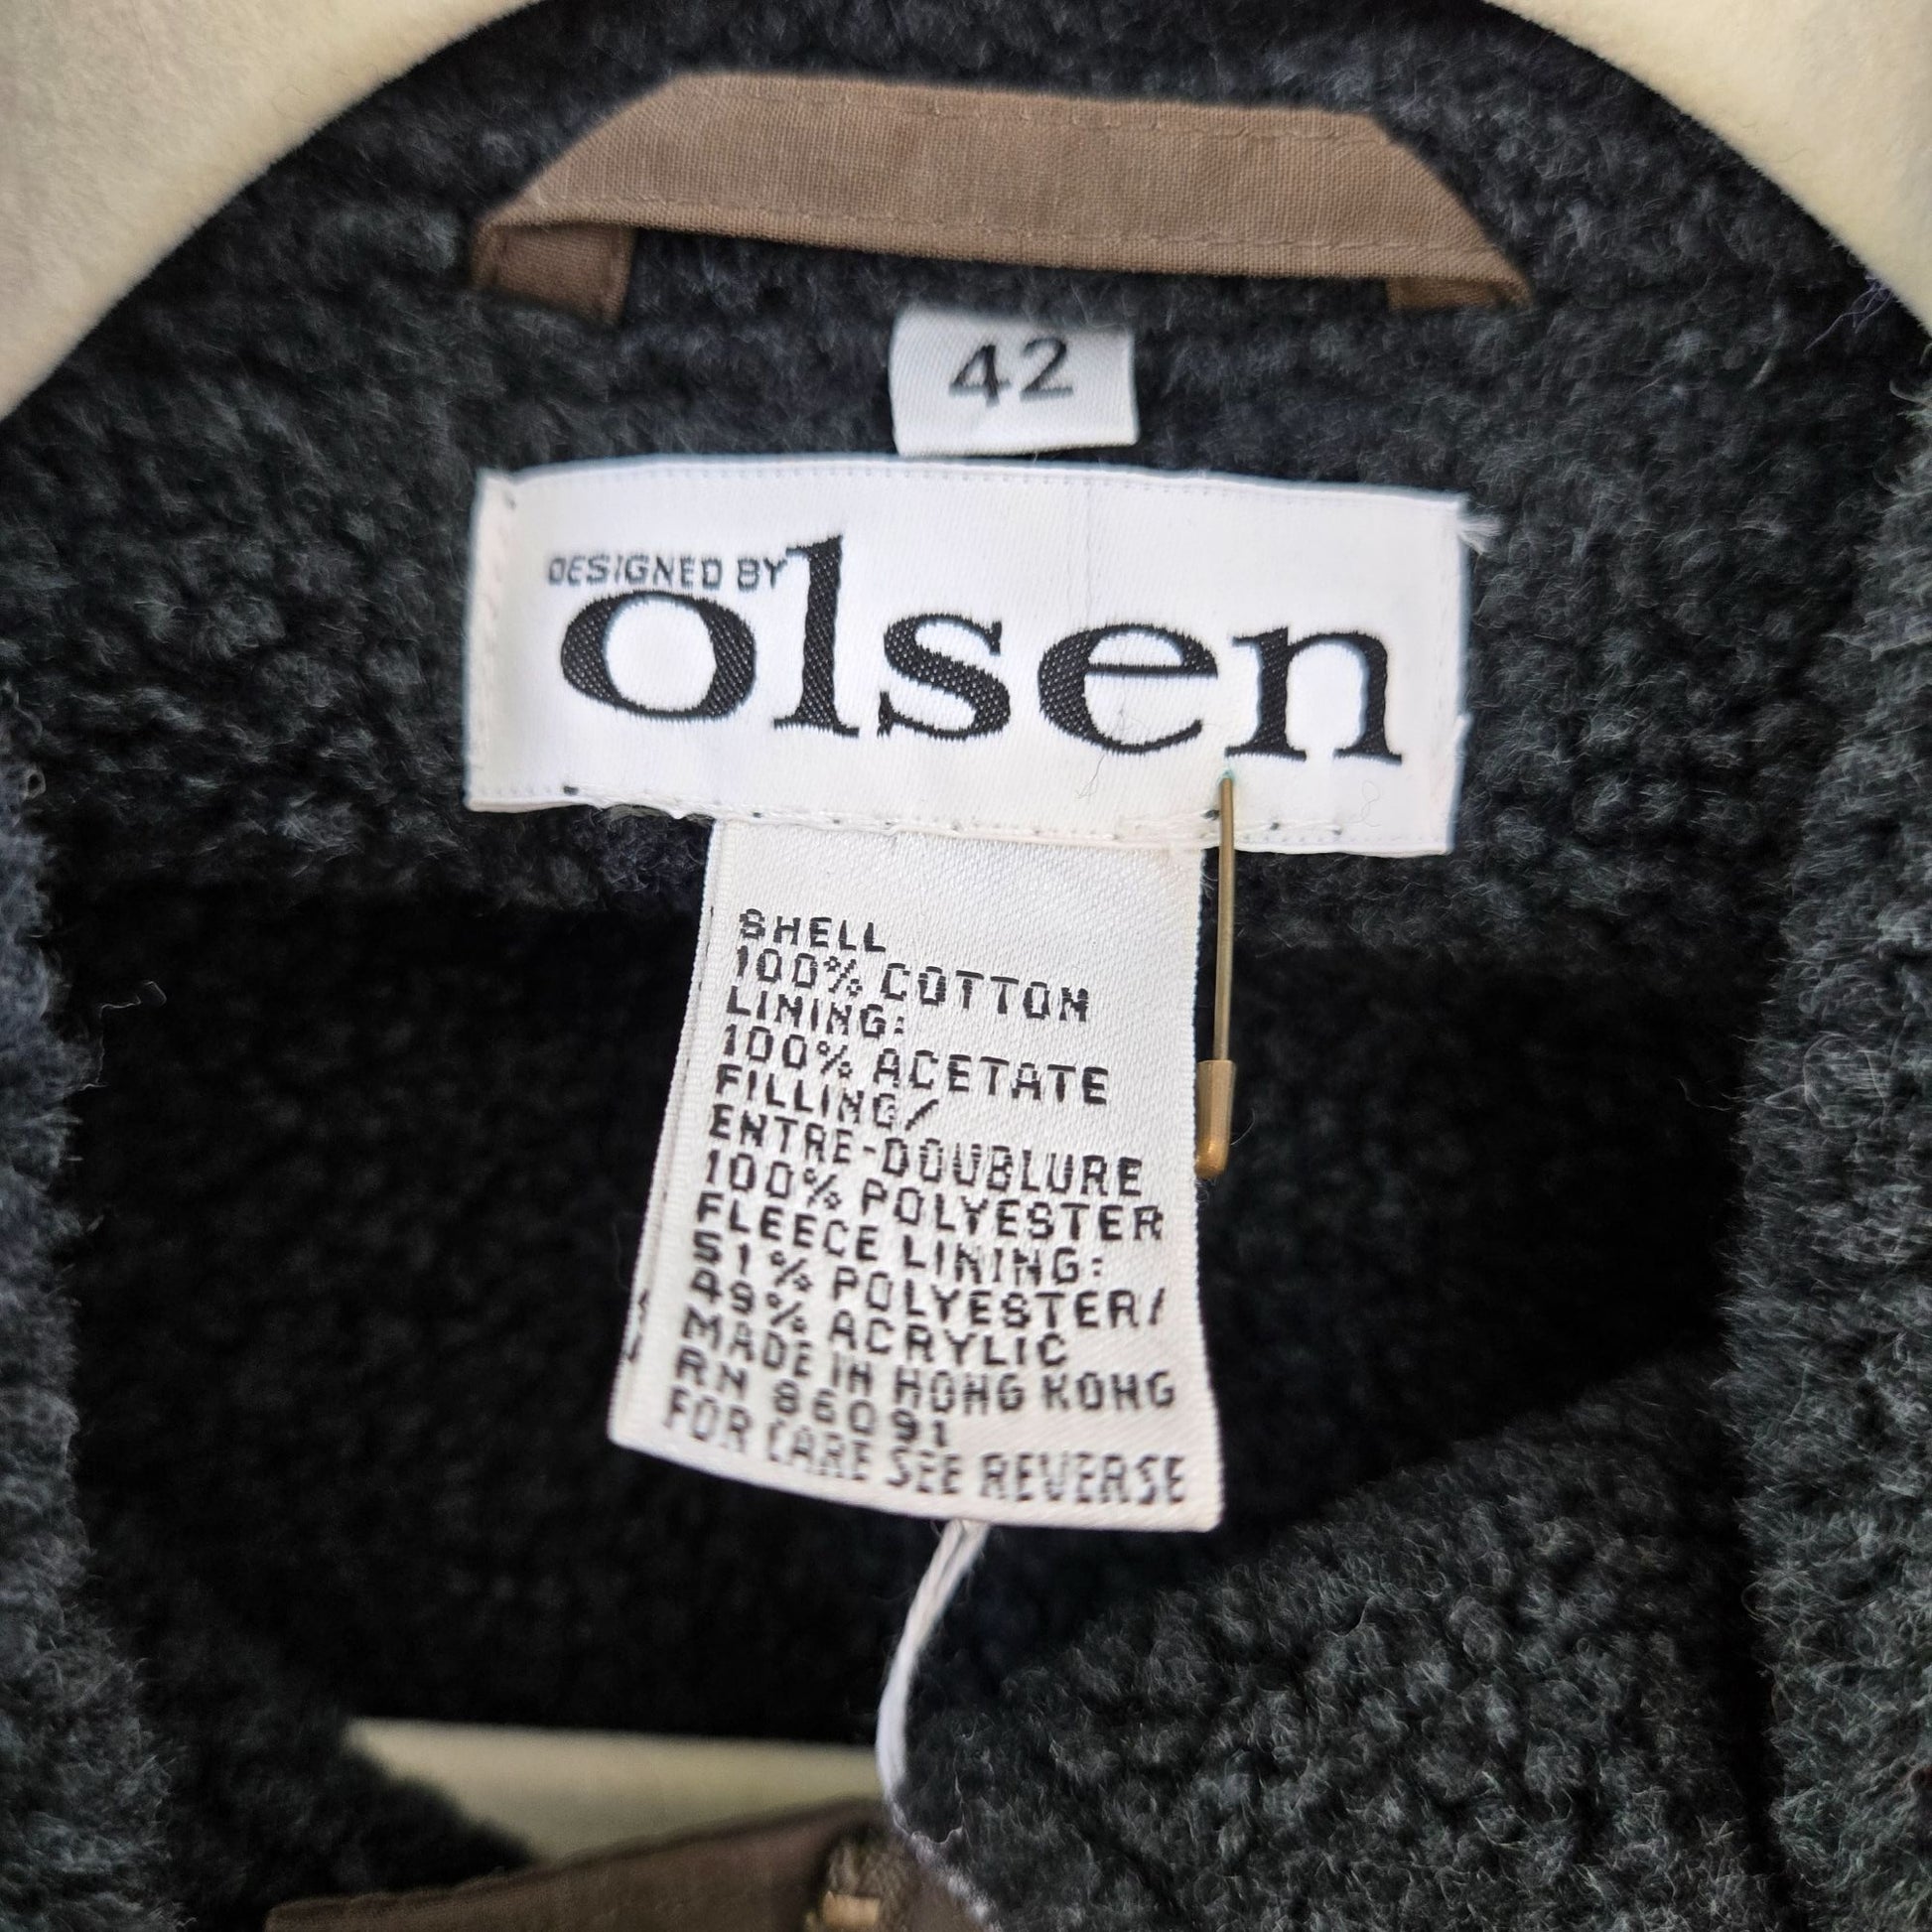 42
DESIGNED BY
olsen
SHELL
100% COTTON
LINING:
100% ACETATE
FILLING/
ENTRE-DOUBLURE
100% POLYESTER
FLEECE LINING:
51% POLYESTER/
49% ACRYLIC
MADE IN HONG KONG
RN 86091
FOR CARE SEE REVERSE